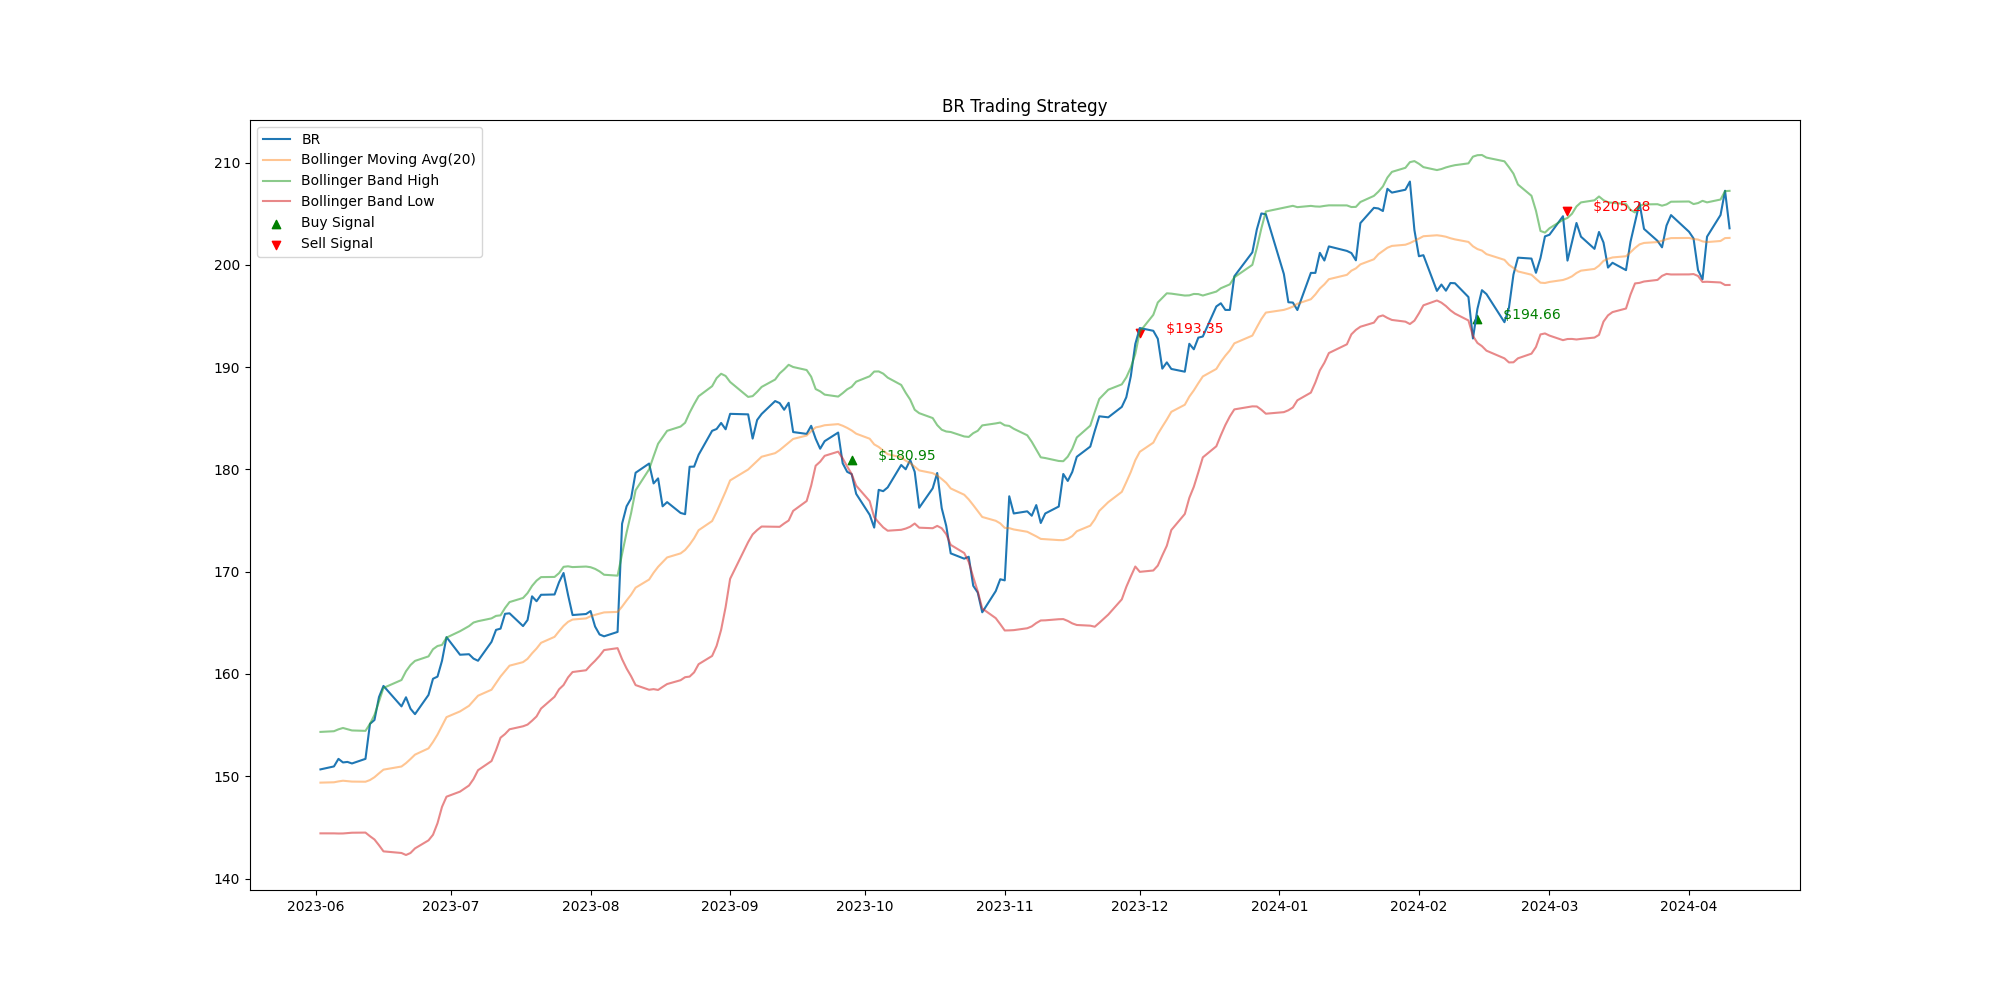 BR Trading Strategy
BR
Bollinger Moving Avg(20)
Bollinger Band High
Bollinger Band Low
Buy Signal
Sell Signal
210
200
190
180
170
160
150
140
$205.28
$194.66
$193.35
$180.95
2023-06 2023-07 2023-08 2023-09 2023-10 2023-11 2023-12 2024-01 2024-02 2024-03 2024-04